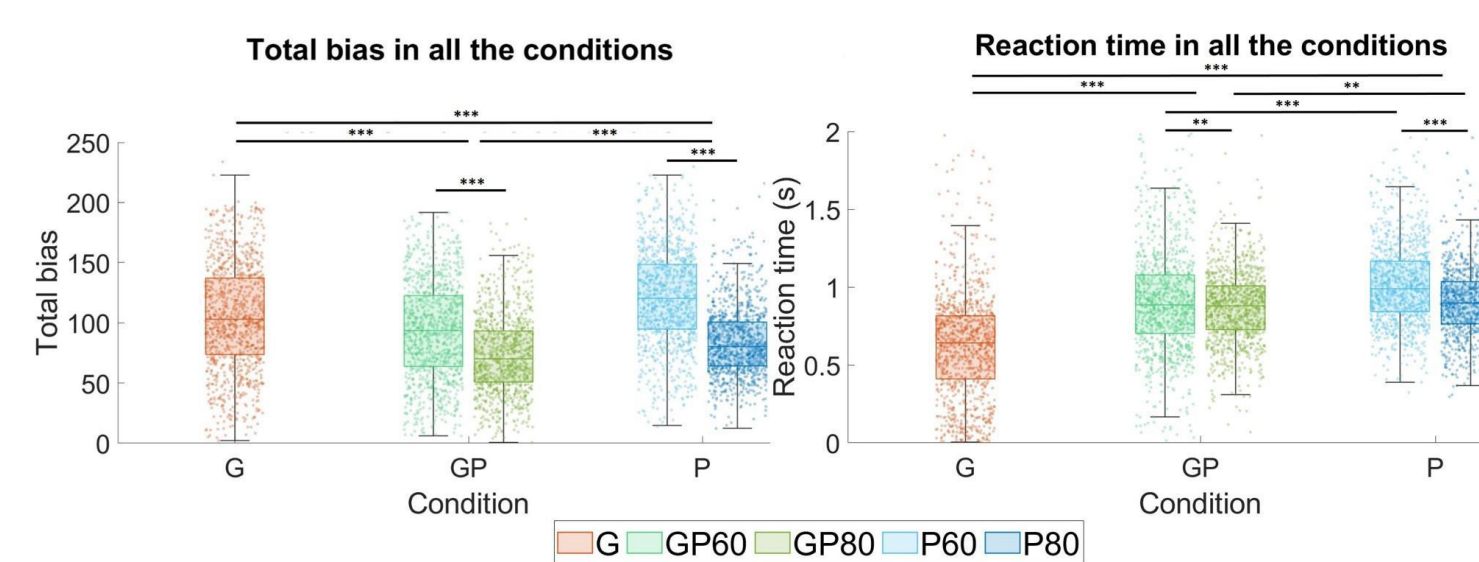 Total bias in all the conditions
***
***
***
***
***
250
200
150
100
50
0
Total bias
G
GP
P
Condition
Reaction time in all the conditions
***
***
**
***
**
***
2
1.5
1
0.5
0
Reaction time (s)
G
GP
P
Condition
G GP60 GP80 P60 P80